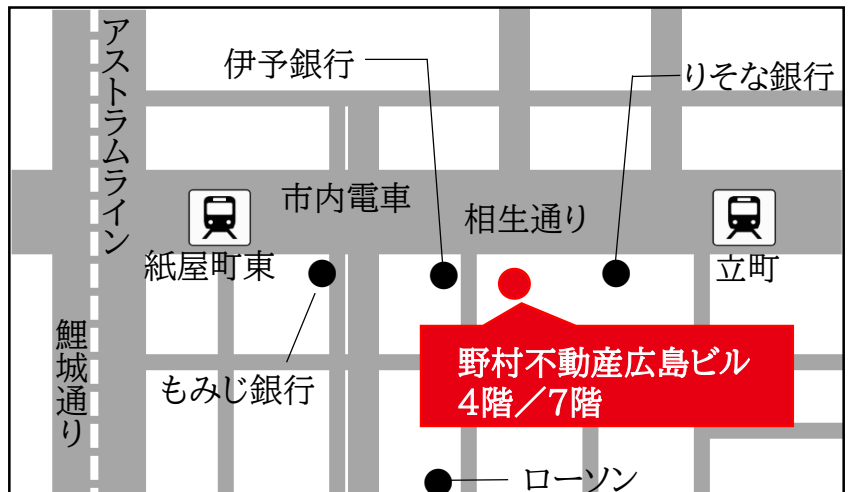 アストラムライン
伊予銀行
りそな銀行
市内電車
相生通り
紙屋町東
立町
鯉城通り
もみじ銀行
野村不動産広島ビル
4階／7階
ローソン